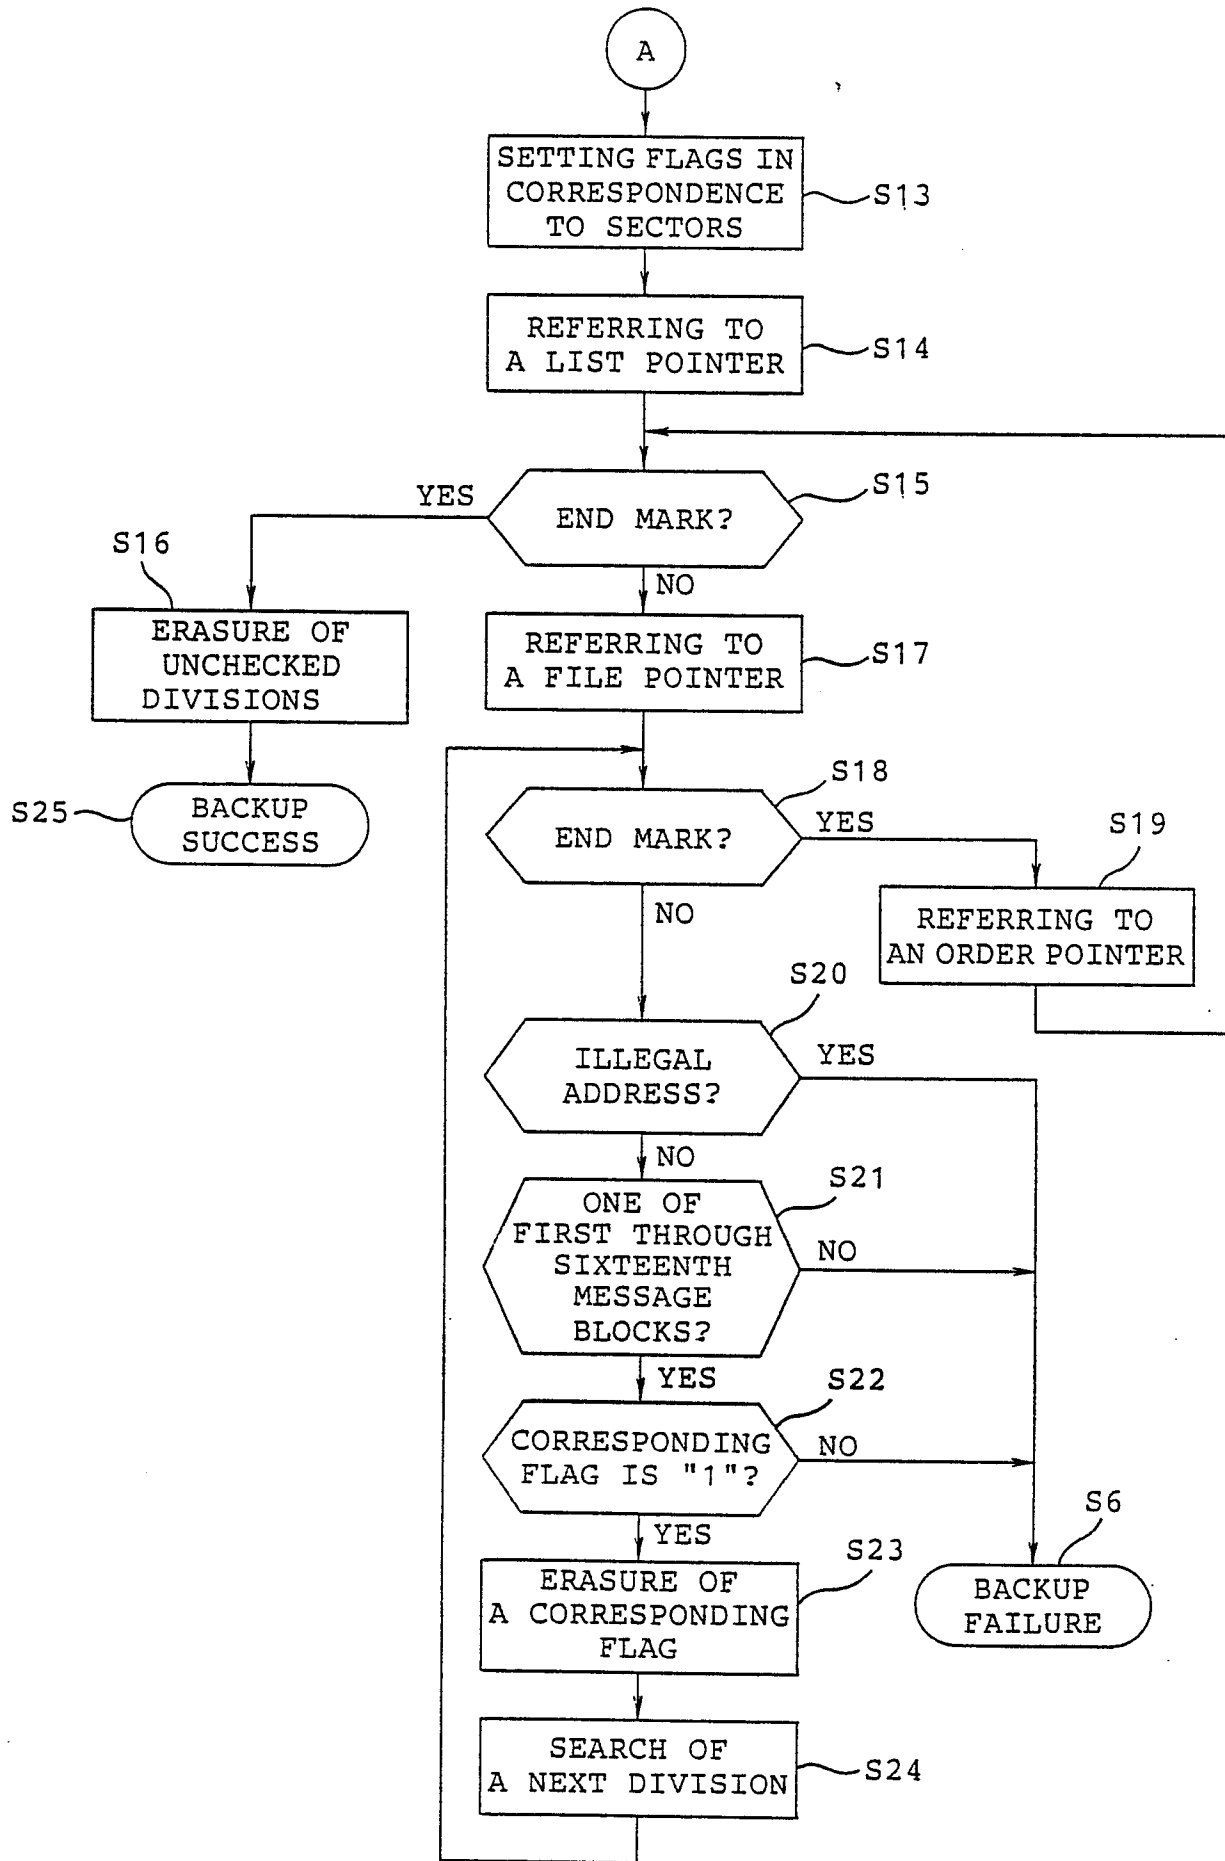 A
SETTING FLAGS IN
CORRESPONDENCE
TO SECTORS
S13
REFERRING TO
A LIST POINTER
S14
END MARK?
S15
YES
NO
S16
ERASURE OF
UNCHECKED
DIVISIONS
REFERRING TO
A FILE POINTER
S17
S25
BACKUP
SUCCESS
END MARK?
S18
YES
NO
S19
REFERRING TO
AN ORDER POINTER
S20
ILLEGAL
ADDRESS?
YES
NO
S21
ONE OF
FIRST THROUGH
SIXTEENTH
MESSAGE
BLOCKS?
NO
YES
S22
CORRESPONDING
FLAG IS "1"?
NO
YES
S6
BACKUP
FAILURE
S23
ERASURE OF
A CORRESPONDING
FLAG
SEARCH OF
A NEXT DIVISION
S24